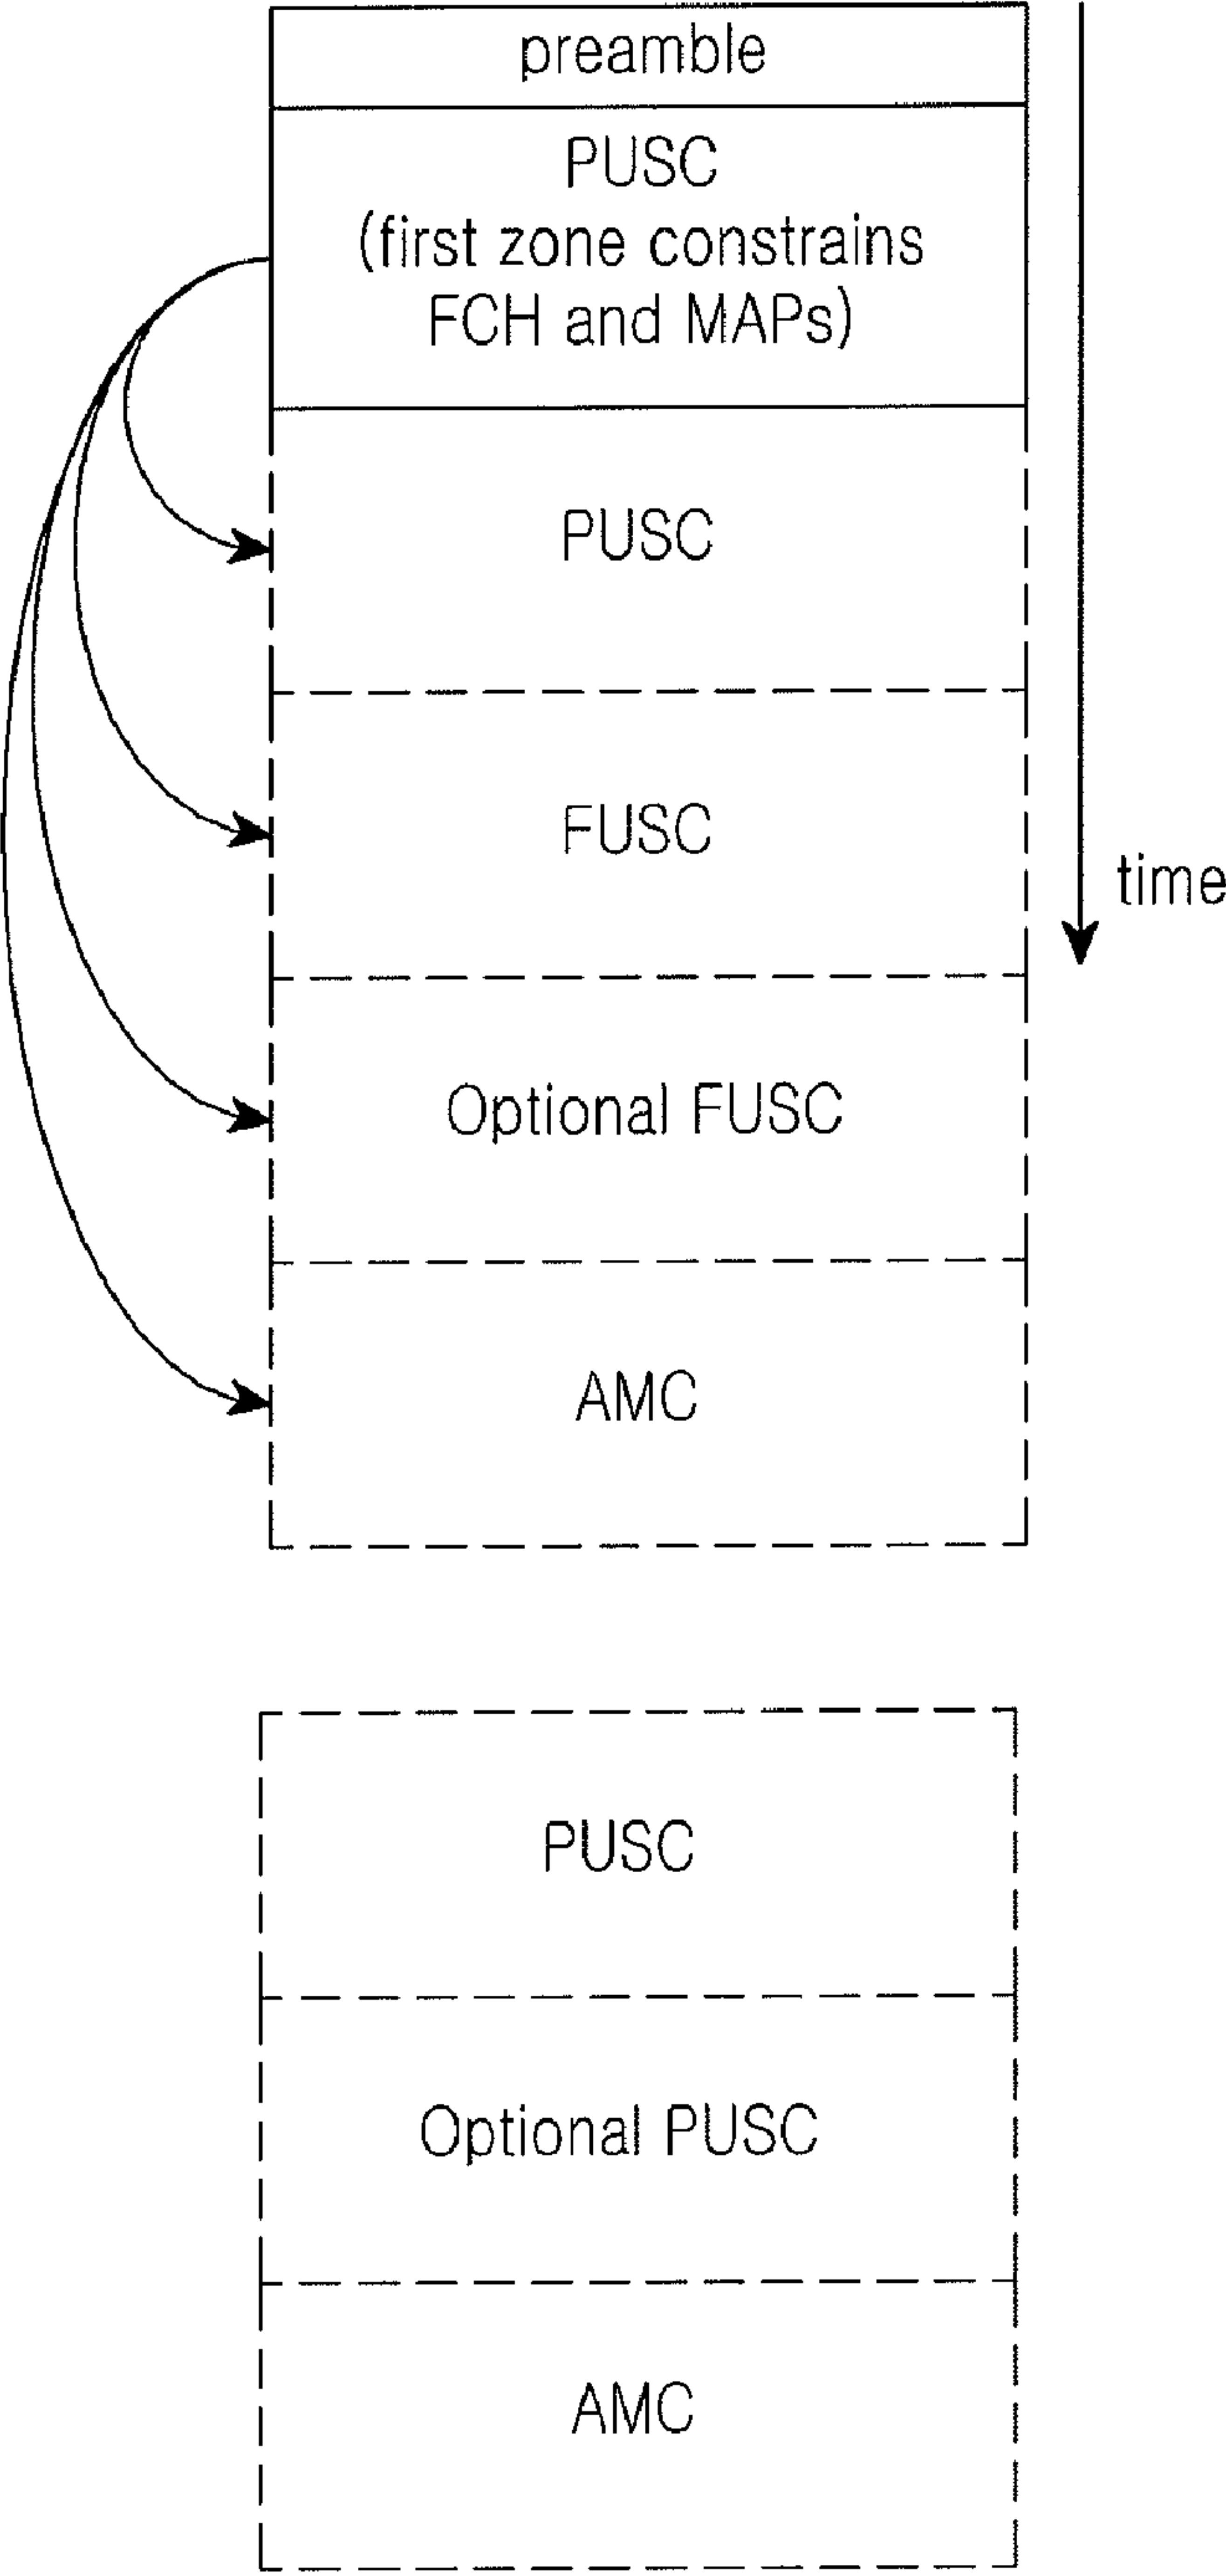 preamble
PUSC
(first zone constrains
FCH and MAPs)
PUSC
FUSC
time
Optional FUSC
AMC
PUSC
Optional PUSC
AMC